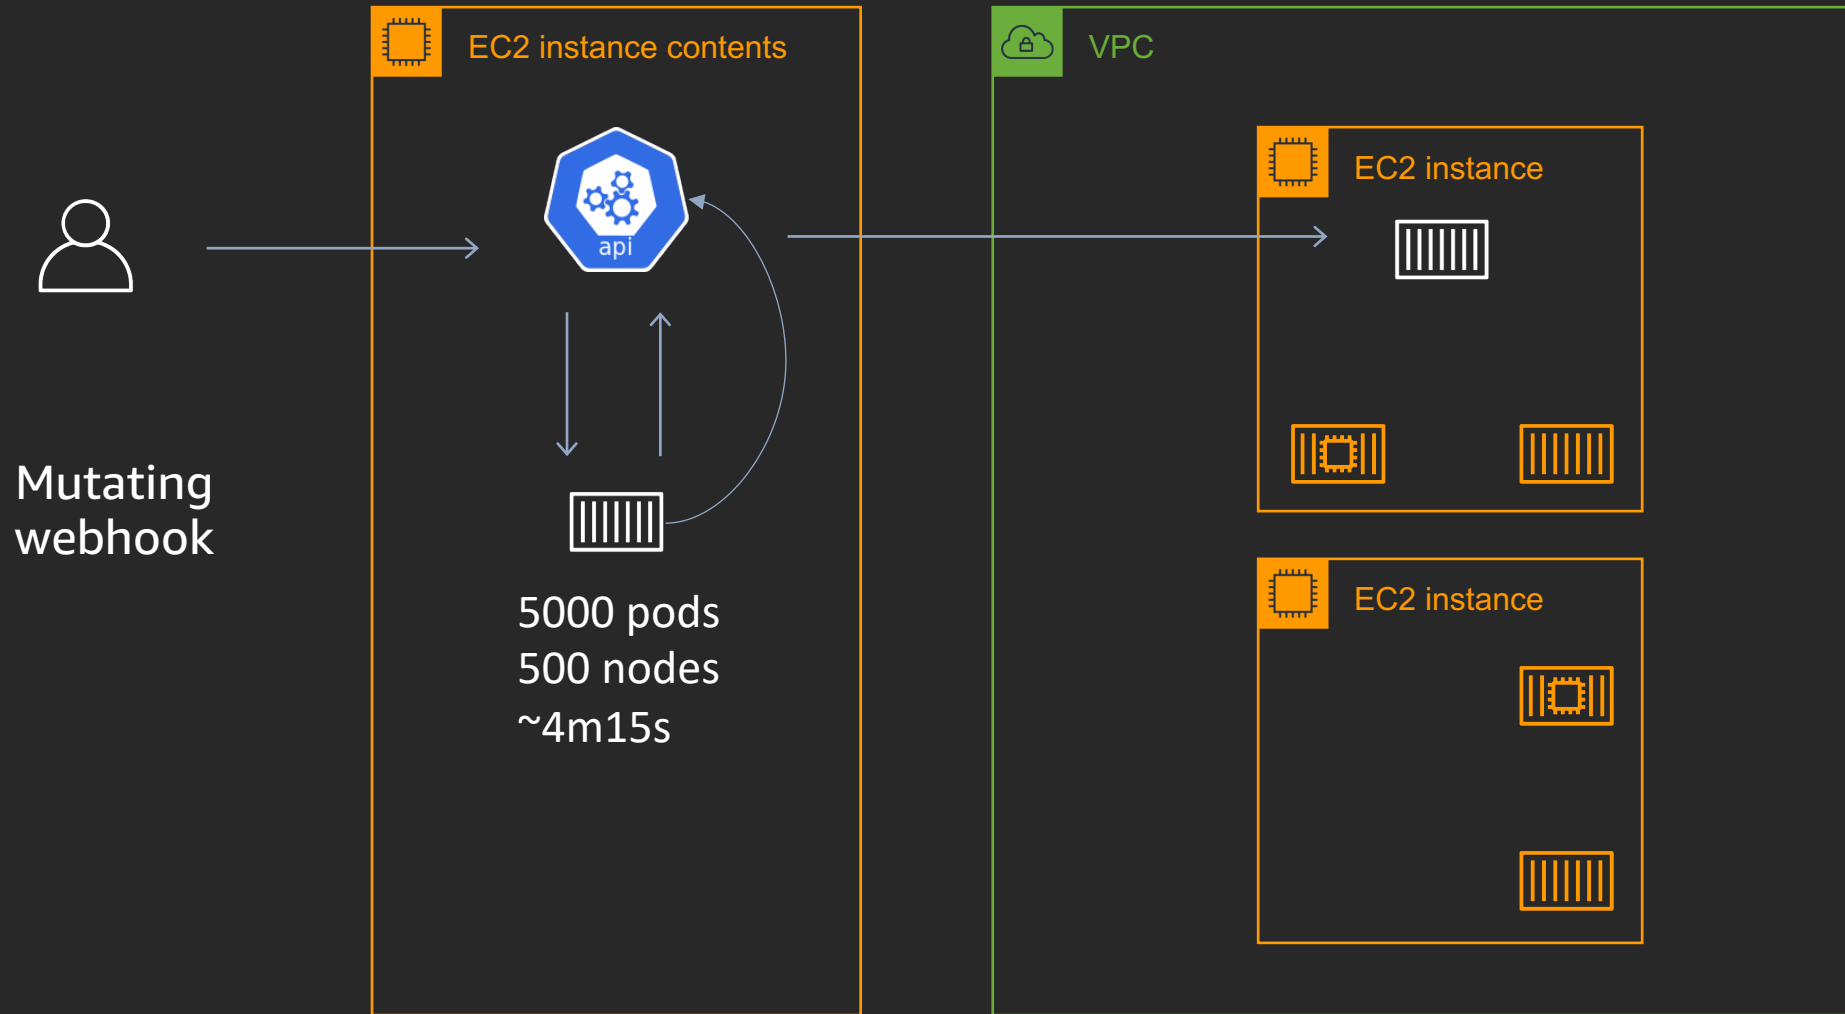 EC2 instance contents
VPC
api
EC2 instance
Mutating
webhook
5000 pods
500 nodes
~4m15s
EC2 instance